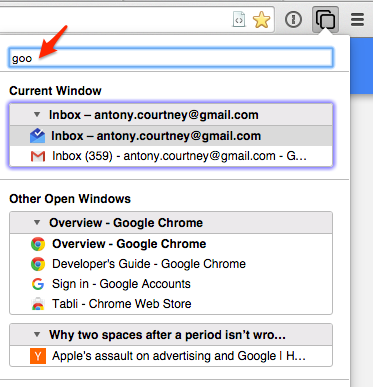 goo
Current Window
Inbox – antony.courtney@gmail.com
Inbox – antony.courtney@gmail.com
Inbox (359) - antony.courtney@gmail.com - G...
Other Open Windows
Overview - Google Chrome
Overview - Google Chrome
Developer's Guide - Google Chrome
Sign in - Google Accounts
Tabli - Chrome Web Store
Why two spaces after a period isn’t wro...
Apple's assault on advertising and Google | H...